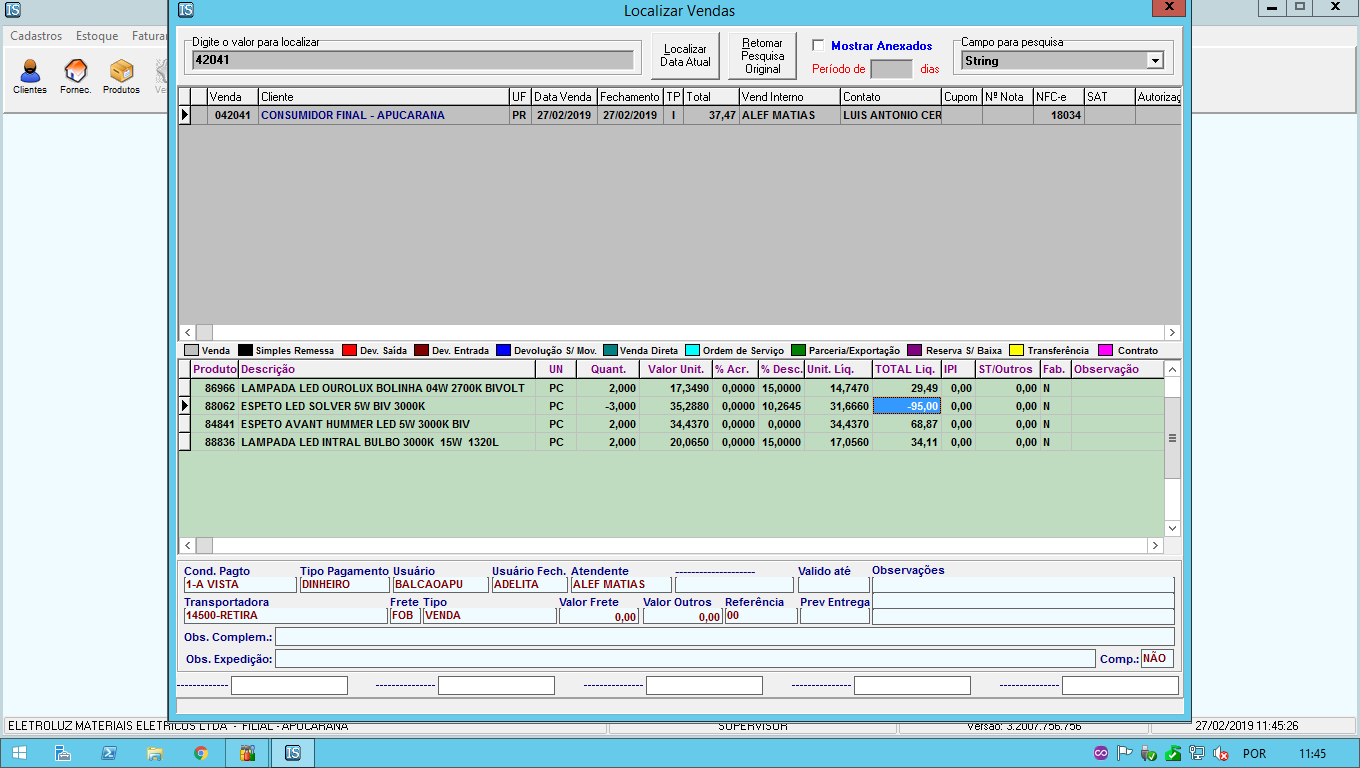 IS
IS Localizar Vendas x
Cadastros Estoque
Clientes Fornec. Produtos
Digite o valor para localizar
42041
Localizar Data Atual
Retomar Pesquisa Original
Mostrar Anexados
Período de dias
Campo para pesquisa
String
Venda Cliente UF Data Venda Fechamento TP Total Vend Interno Contato Cupom Nº Nota NFC-e SAT
042041 CONSUMIDOR FINAL - APUCARANA PR 27/02/2019 27/02/2019 I 37,47 ALEF MATIAS LUIS ANTONIO CER 18034
Venda Simples Remessa Dev. Saída Dev. Entrada Devolução S/ Mov. Venda Direta Ordem de Serviço Parceria/Exportação Reserva S/ Baixa Transferência Contrato
Produto Descrição UN Quant. Valor Unit. % Acr. % Desc. Unit. Liq. TOTAL Liq. IPI ST/Outros Fab. Observação
86966 LAMPADA LED OUROLUX BOLINHA 04W 2700K BIVOLT PC 2,000 17,3490 0,0000 15,0000 14,7470 29,49 0,00 0,00 N
88062 ESPETO LED SOLVER 5W BIV 3000K PC -3,000 35,2880 0,0000 10,2645 31,6660 -95,00 0,00 0,00 N
84841 ESPETO AVANT HUMMER LED 5W 3000K BIV PC 2,000 34,4370 0,0000 0,0000 34,4370 68,87 0,00 0,00 N
88836 LAMPADA LED INTRAL BULBO 3000K 15W 1320L PC 2,000 20,0650 0,0000 15,0000 17,0560 34,11 0,00 0,00 N
Cond. Pagto Tipo Pagamento Usuário Usuário Fech. Atendente -------------------- Valido até Observações
1-A VISTA DINHEIRO BALCAOAPU ADELITA ALEF MATIAS
Transportadora Frete Tipo Valor Frete Valor Outros Referência Prev Entrega
14500-RETIRA FOB VENDA 0,00 0,00 00
Obs. Complem.:
Obs. Expedição: Comp.: NÃO
ELETROLUZ MATERIAIS ELETRICOS LTDA - FILIAL - APUCARANA SUPERVISOR Versão: 3.2007.756.756 27/02/2019 11:45:26
IS POR 11:45